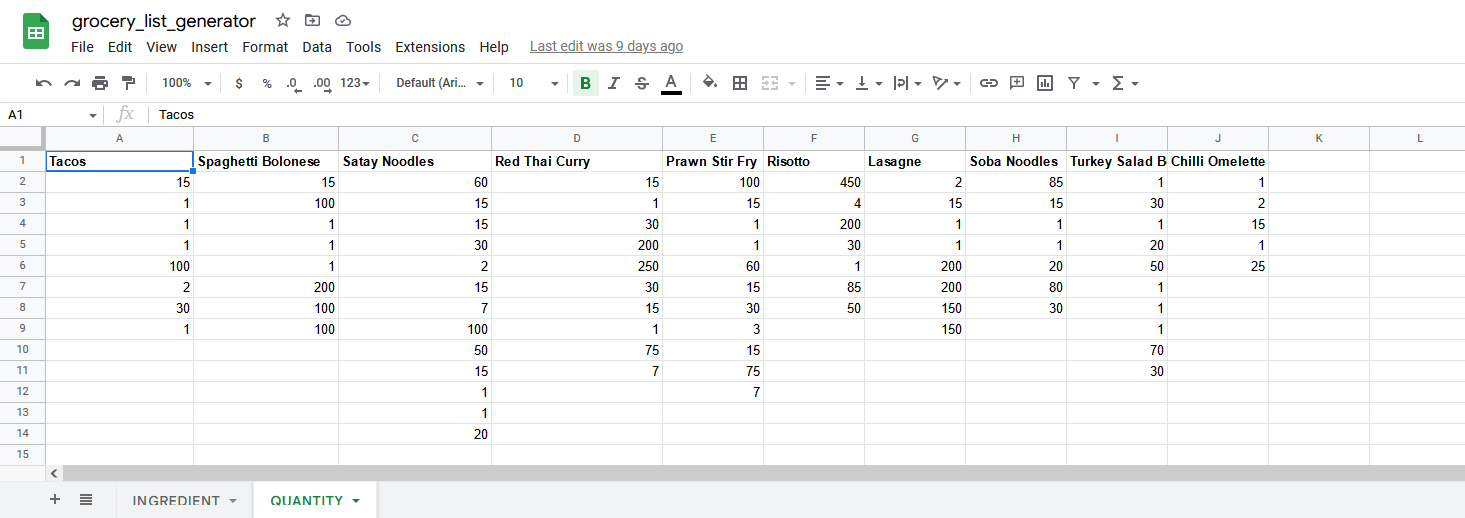 grocery_list_generator
File Edit View Insert Format Data Tools Extensions Help Last edit was 9 days ago
100% $ % .0 .00 123 Default (Ari... 10 B I S A
A1 fx Tacos
A B C D E F G H I J K L
1 Tacos Spaghetti Bolonese Satay Noodles Red Thai Curry Prawn Stir Fry Risotto Lasagne Soba Noodles Turkey Salad B Chilli Omelette
2 15 15 60 15 100 450 2 85 1 1
3 1 100 15 1 15 4 15 15 30 2
4 1 1 15 30 1 200 1 1 1 15
5 1 1 30 200 1 30 1 1 20 1
6 100 1 2 250 60 1 200 20 50 25
7 2 200 15 30 15 85 200 80 1
8 30 100 7 15 30 50 150 30 1
9 1 100 100 1 3 150 1
10 50 75 15 70
11 15 7 75 30
12 1 7
13 1
14 20
15
INGREDIENT QUANTITY